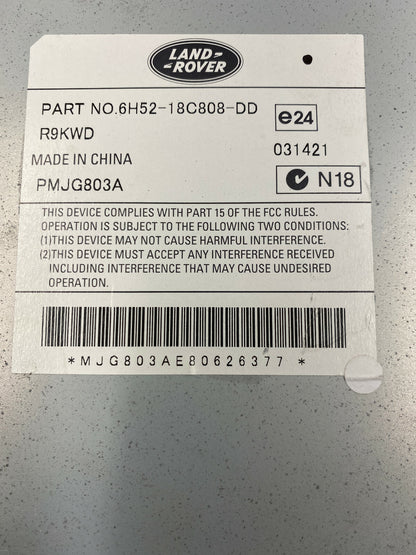 LAND-
-ROVER
PART NO.6H52-18C808-DD
e24
R9KWD
031421
MADE IN CHINA
PMJG803A
N18
THIS DEVICE COMPLIES WITH PART 15 OF THE FCC RULES.
OPERATION IS SUBJECT TO THE FOLLOWING TWO CONDITIONS:
(1)THIS DEVICE MAY NOT CAUSE HARMFUL INTERFERENCE.
(2)THIS DEVICE MUST ACCEPT ANY INTERFERENCE RECEIVED
INCLUDING INTERFERENCE THAT MAY CAUSE UNDESIRED
OPERATION.
*MJG803AE80626377*